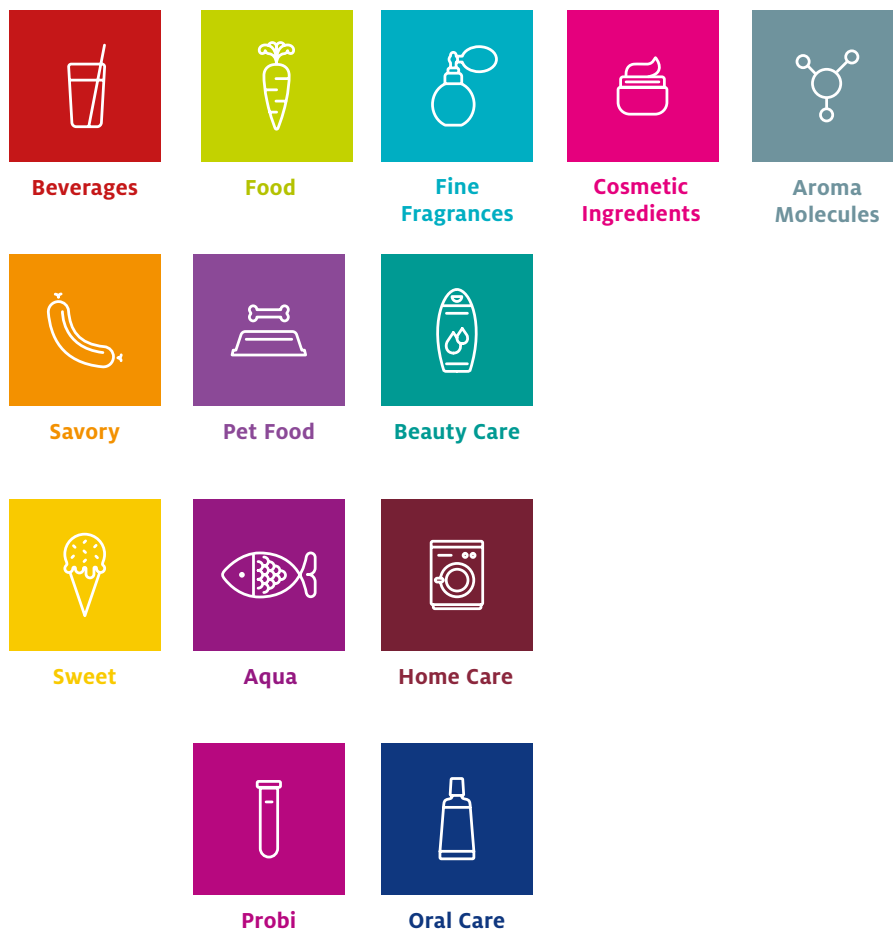 Beverages
Food
Fine
Fragrances
Cosmetic
Ingredients
Aroma
Molecules
Savory
Pet Food
Beauty Care
Sweet
Aqua
Home Care
Probi
Oral Care